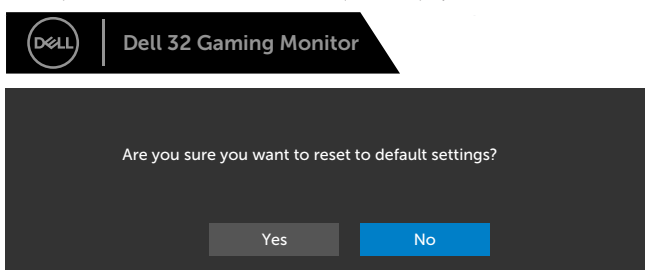 DELL
Dell 32 Gaming Monitor
Are you sure you want to reset to default settings?
Yes
No